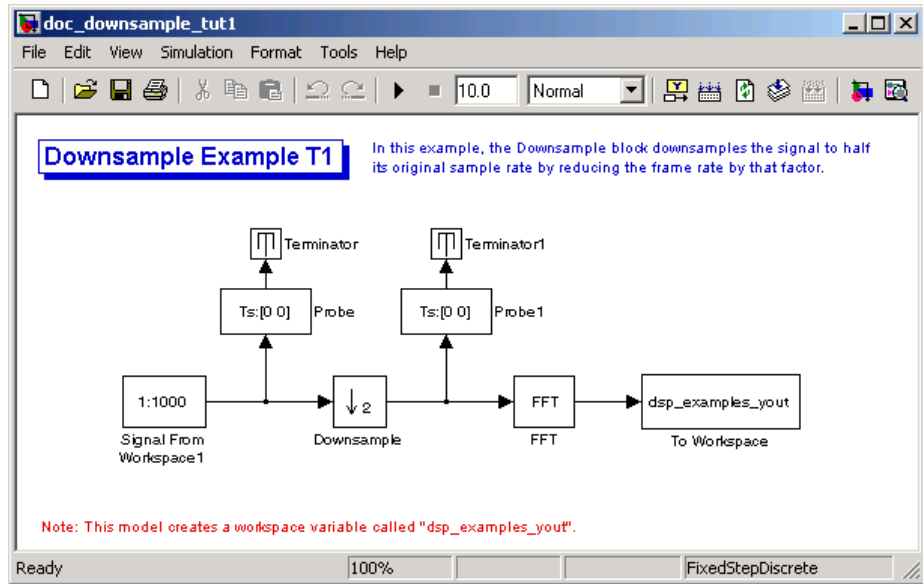 doc_downsample_tut1
File Edit View Simulation Format Tools Help
10.0 Normal
Downsample Example T1
In this example, the Downsample block downsamples the signal to half
its original sample rate by reducing the frame rate by that factor.
Terminator
Terminator1
Ts:[0 0]
Probe
Ts:[0 0]
Probe1
1:1000
2
FFT
dsp_examples_yout
Signal From
Workspace1
Downsample
FFT
To Workspace
Note: This model creates a workspace variable called "dsp_examples_yout".
Ready 100% FixedStepDiscrete